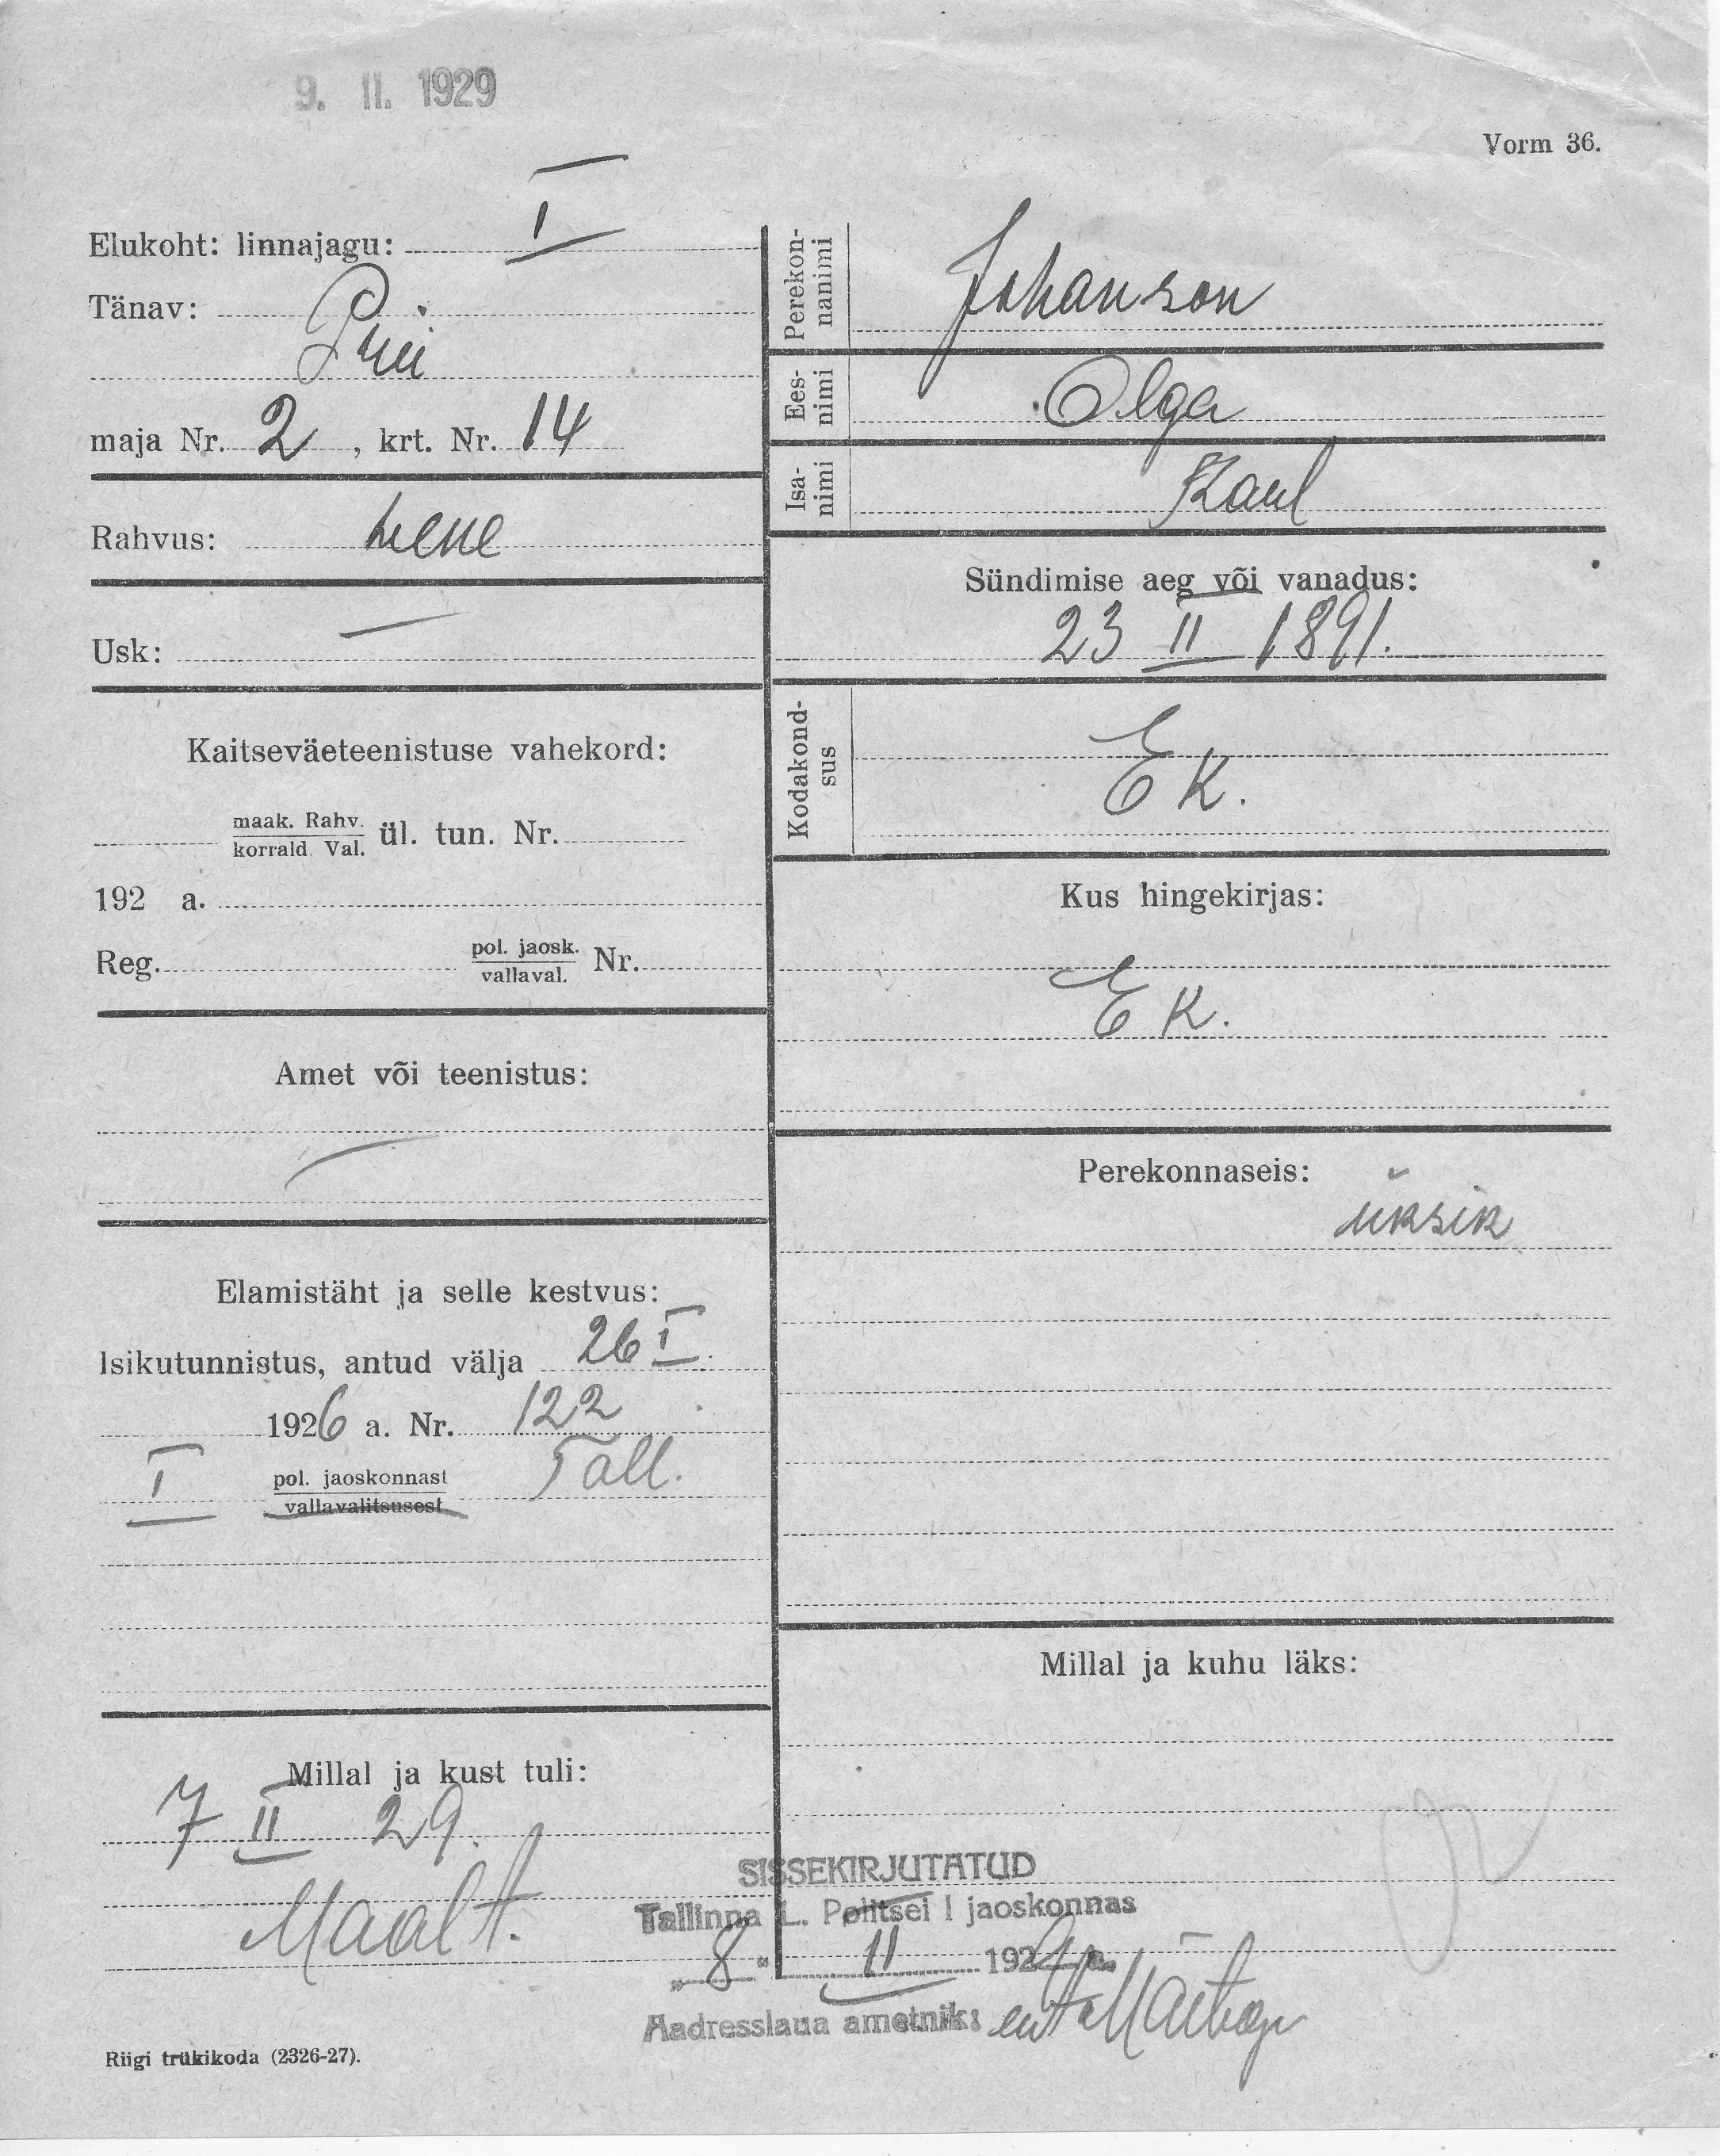 9. II. 1929
Vorm 36.
Elukoht: linnajagu: I
Tänav:
maja Nr. 2, krt. Nr. 14
Rahvus: vene
Usk: —
Kaitseväeteenistuse vahekord:
maak. Rahv.
korrald. Val. ül. tun. Nr.
192 a.
Reg. pol. jaosk. Nr.
vallaval.
Amet või teenistus:
—
Elamistäht ja selle kestvus:
Isikutunnistus, antud välja 26 I
1926 a. Nr. 122
I pol. jaoskonnast Tall.
vallavalitsusest
Millal ja kust tuli:
7 II 29.
Maalt.
Perekon-
nanimi Johanson
Ees-
nimi Olga
Isa-
nimi Karl
Sündimise aeg või vanadus:
23 II 1891.
Kodakond-
sus EK.
Kus hingekirjas:
EK.
Perekonnaseis:
üksik
Millal ja kuhu läks:
SISSEKIRJUTATUD
Tallinna L. Politsei I jaoskonnas
„8" II 1929 a.
Aadresslaua ametnik:
Riigi trükikoda (2326-27).